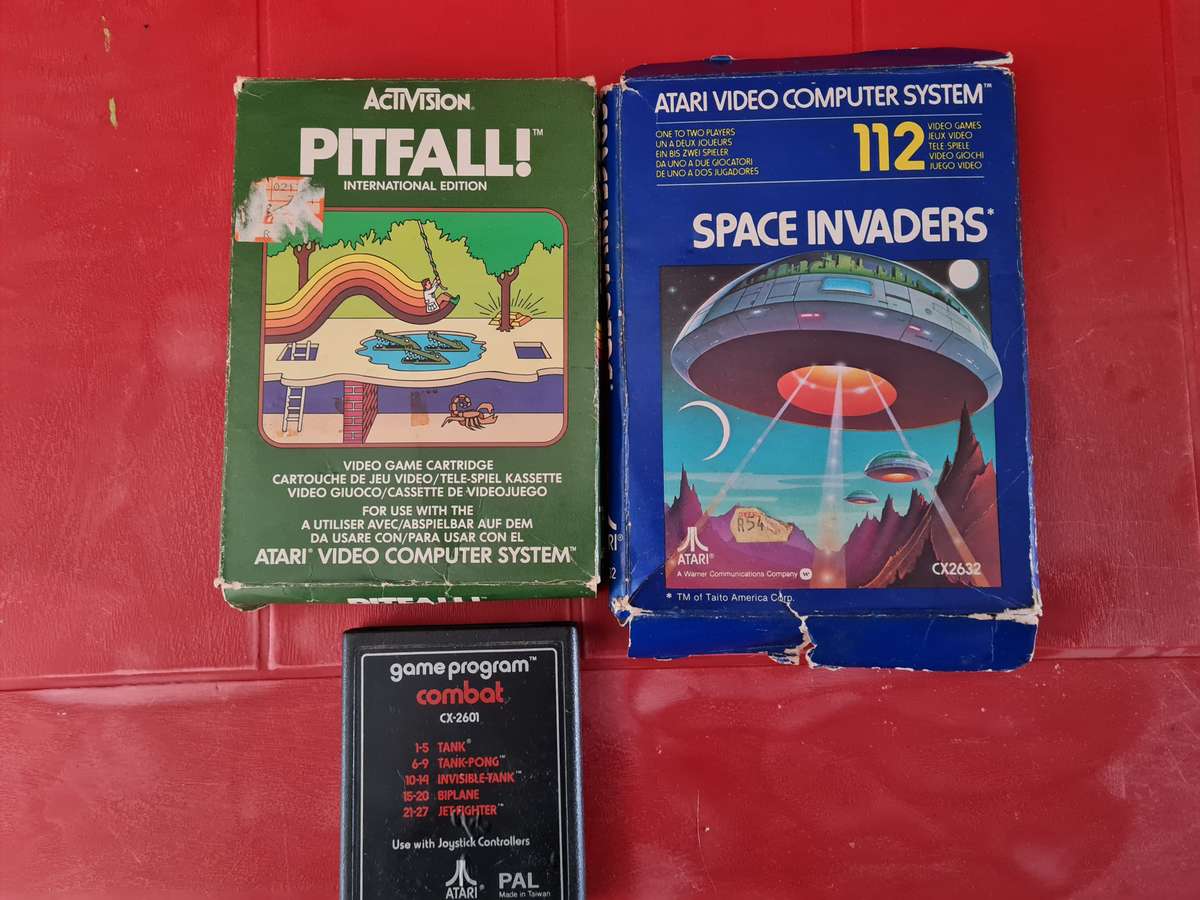 ACTIVISION®
PITFALL!™
INTERNATIONAL EDITION
021
R
VIDEO GAME CARTRIDGE
CARTOUCHE DE JEU VIDEO/TELE-SPIEL KASSETTE
VIDEO GIUOCO/CASSETTE DE VIDEOJUEGO
FOR USE WITH THE
A UTILISER AVEC/ABSPIELBAR AUF DEM
DA USARE CON/PARA USAR CON EL
ATARI® VIDEO COMPUTER SYSTEM™
PITFALL!
ATARI VIDEO COMPUTER SYSTEM™
ONE TO TWO PLAYERS
UN A DEUX JOUEURS
EIN BIS ZWEI SPIELER
DA UNO A DUE GIOCATORI
DE UNO A DOS JUGADORES
112
VIDEO GAMES
JEUX VIDEO
TELE SPIELE
VIDEO GIOCHI
JUEGO VIDEO
SPACE INVADERS*
A54
ATARI®
A Warner Communications Company
CX2632
* TM of Taito America Corp.
game program™
combat
CX-2601
1-5 TANK®
6-9 TANK-PONG™
10-14 INVISIBLE-TANK™
15-20 BIPLANE
21-27 JET-FIGHTER™
Use with Joystick Controllers
ATARI®
PAL
Made in Taiwan